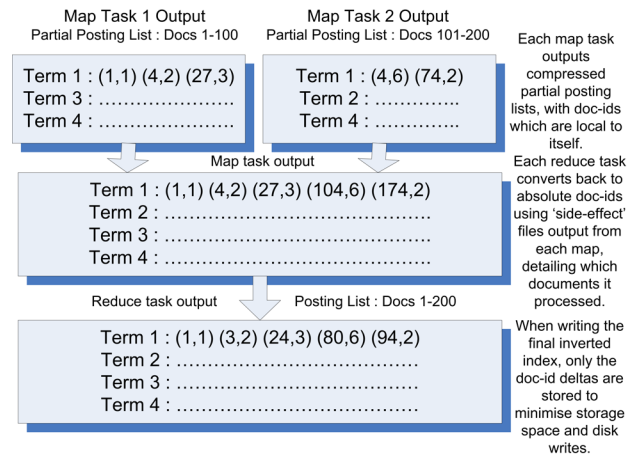 Map Task 1 Output
Partial Posting List : Docs 1-100
Term 1 : (1,1) (4,2) (27,3)
Term 3 : …………………….
Term 4 : …………………….
Map Task 2 Output
Partial Posting List : Docs 101-200
Term 1 : (4,6) (74,2)
Term 2 : …………..
Term 4 : …………..
Each map task
outputs
compressed
partial posting
lists, with doc-ids
which are local to
itself.
Map task output
Term 1 : (1,1) (4,2) (27,3) (104,6) (174,2)
Term 2 : …………………………………………..
Term 3 : …………………………………………..
Term 4 : …………………………………………..
Each reduce task
converts back to
absolute doc-ids
using ‘side-effect’
files output from
each map,
detailing which
documents it
processed.
Reduce task output
Posting List : Docs 1-200
Term 1 : (1,1) (3,2) (24,3) (80,6) (94,2)
Term 2 : ……………………………………….
Term 3 : ……………………………………….
Term 4 : ……………………………………….
When writing the
final inverted
index, only the
doc-id deltas are
stored to
minimise storage
space and disk
writes.